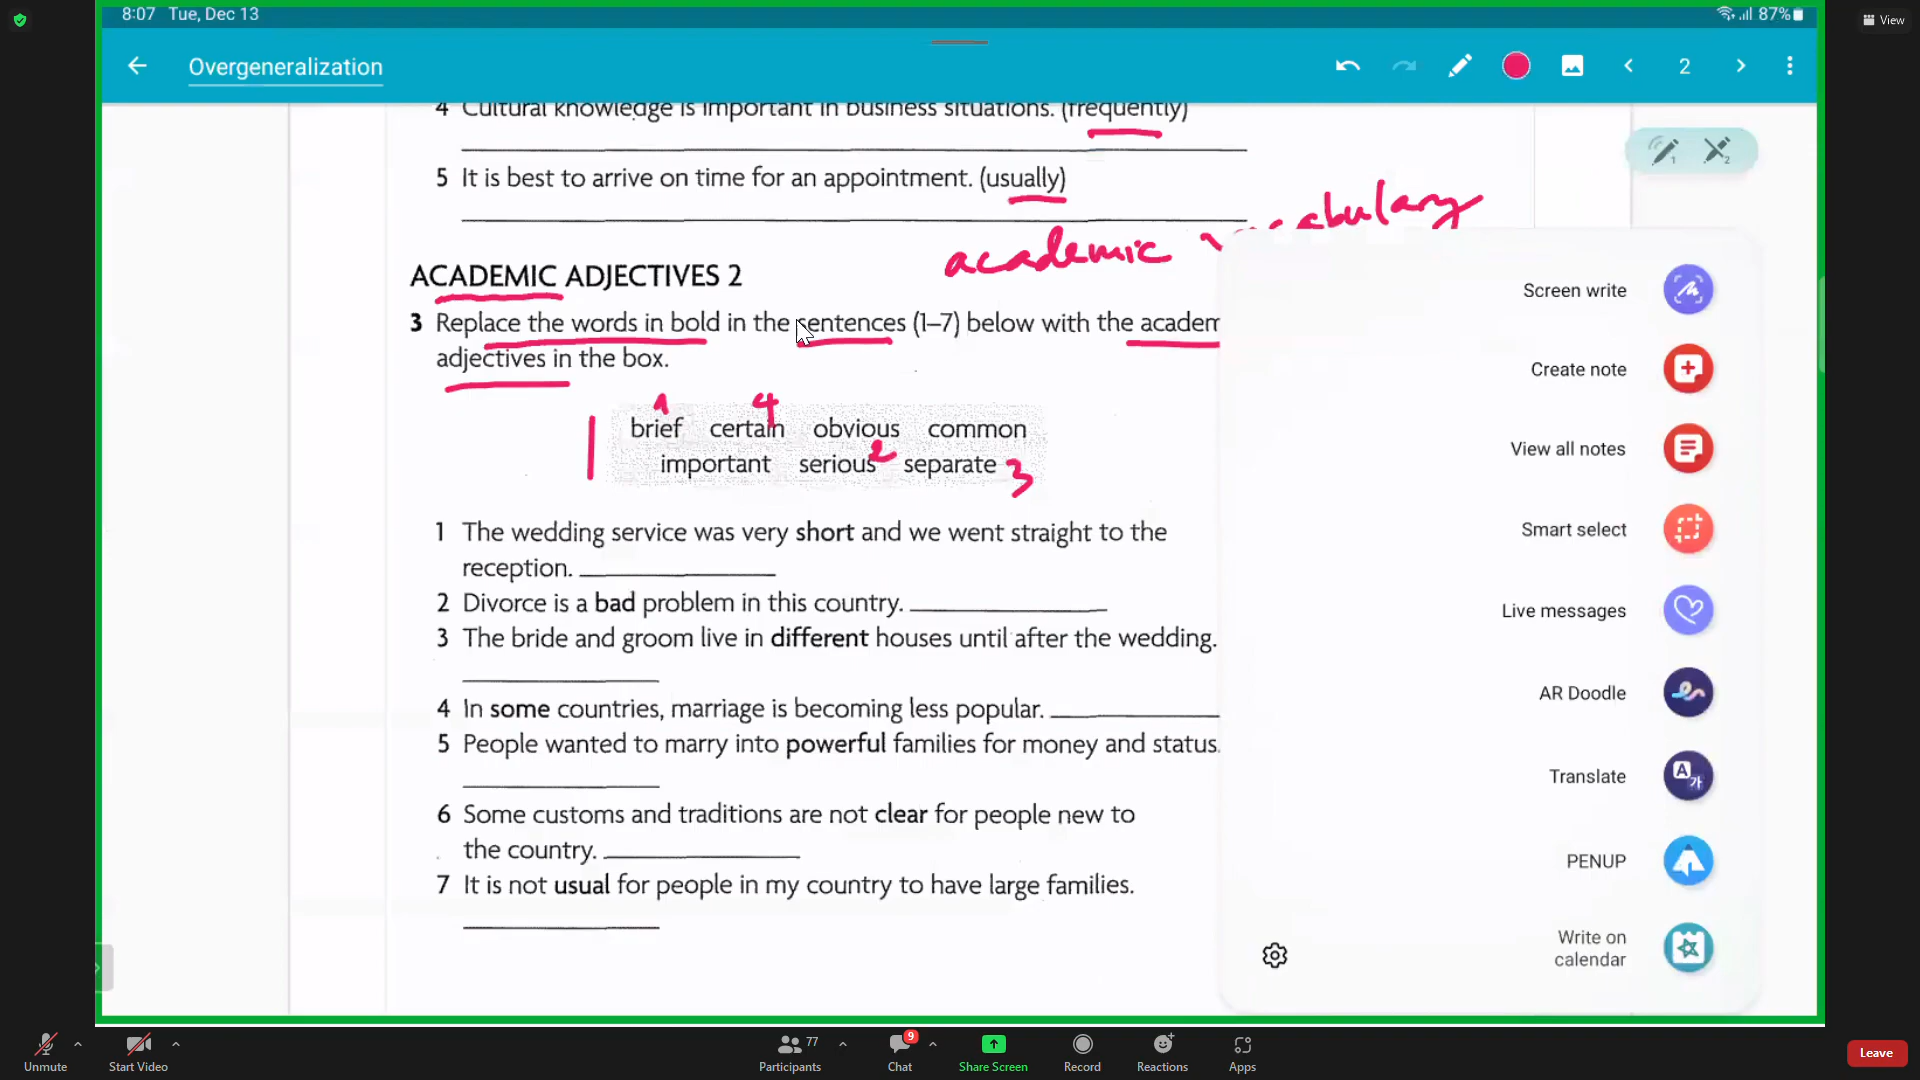 8:07 Tue, Dec 13
87%
View
Overgeneralization
2
4 Cultural knowledge is important in business situations. (frequently)
5 It is best to arrive on time for an appointment. (usually)
1
2
academic vocabulary
ACADEMIC ADJECTIVES 2
3 Replace the words in bold in the sentences (1–7) below with the academ
adjectives in the box.
1 4
brief certain obvious common
2
important serious separate 3
1 The wedding service was very short and we went straight to the
reception.
2 Divorce is a bad problem in this country.
3 The bride and groom live in different houses until after the wedding.
4 In some countries, marriage is becoming less popular.
5 People wanted to marry into powerful families for money and status.
6 Some customs and traditions are not clear for people new to
the country.
7 It is not usual for people in my country to have large families.
Screen write
Create note
View all notes
Smart select
Live messages
AR Doodle
Translate
PENUP
Write on
calendar
Unmute
Start Video
77
Participants
9
Chat
Share Screen
Record
Reactions
Apps
Leave